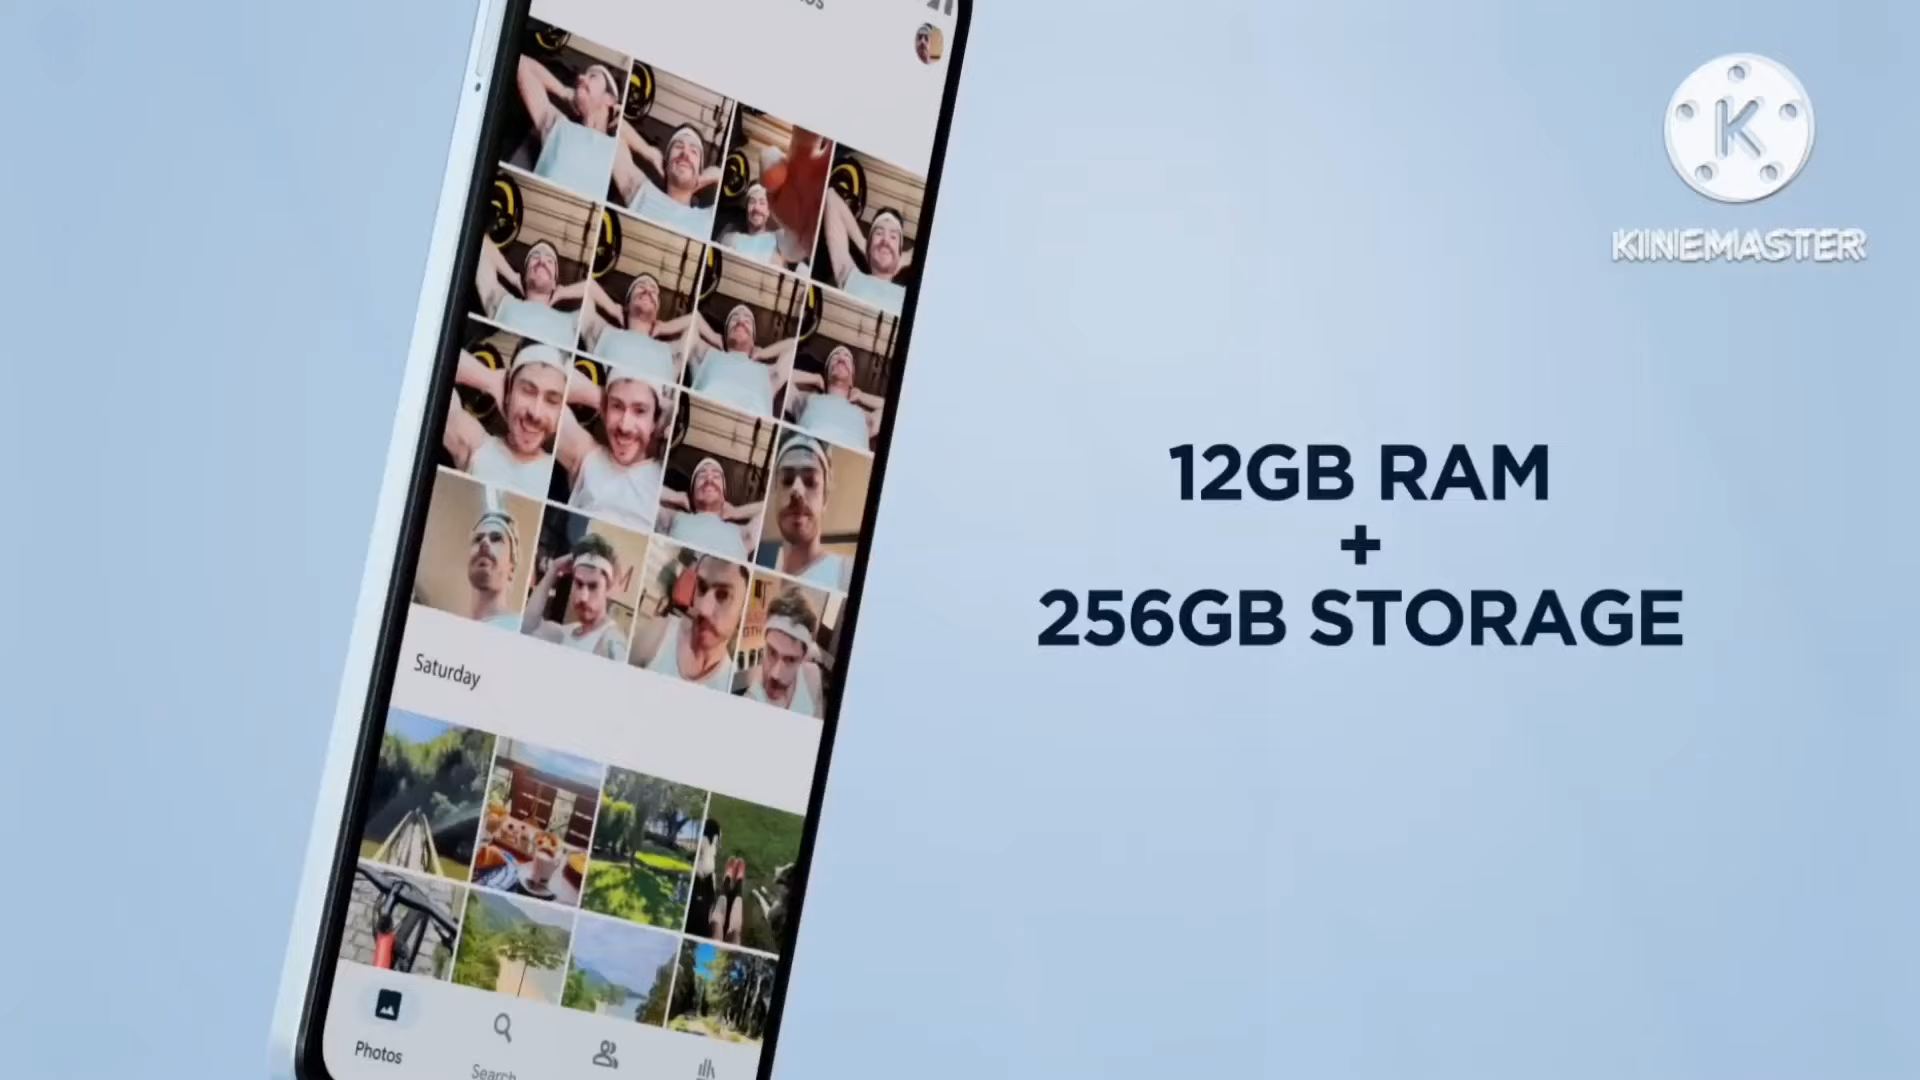 K
KINEMASTER
12GB RAM
+
256GB STORAGE
Saturday
Photos
Search